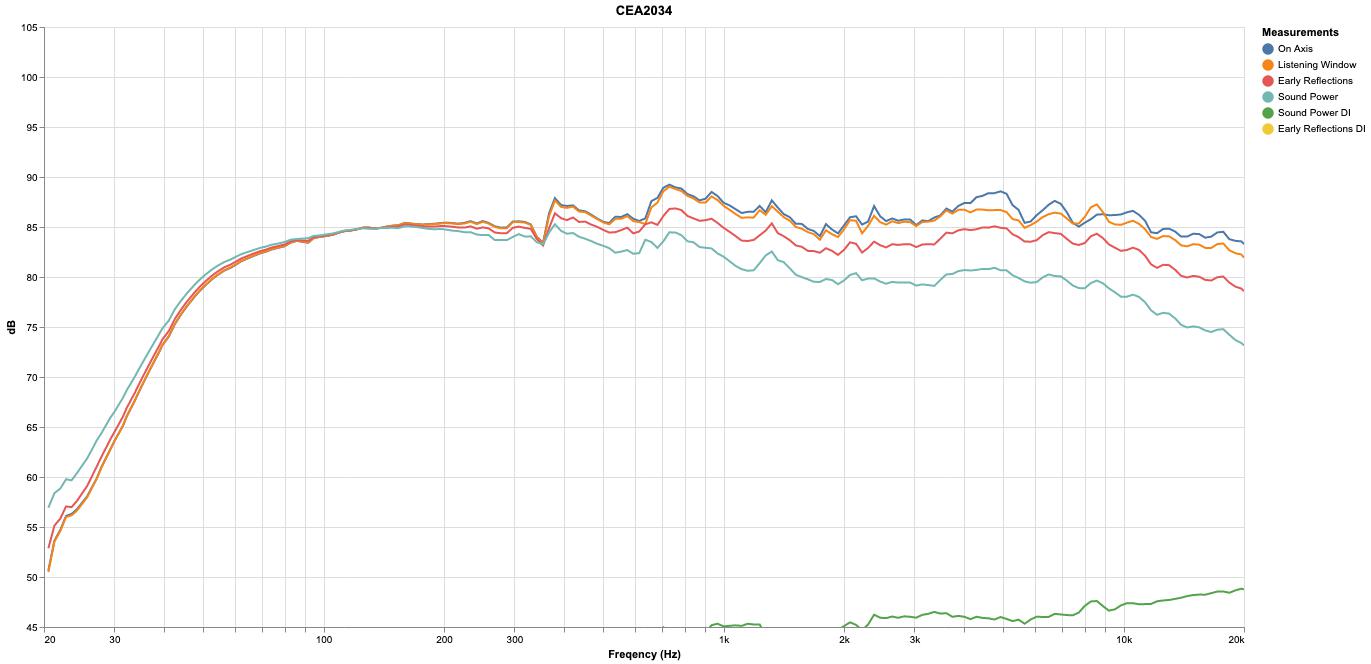 CEA2034
105
100
95
90
85
80
75
70
65
60
55
50
45
dB
20
30
100
200
300
1k
2k
3k
10k
20k
Freqency (Hz)
Measurements
On Axis
Listening Window
Early Reflections
Sound Power
Sound Power DI
Early Reflections DI